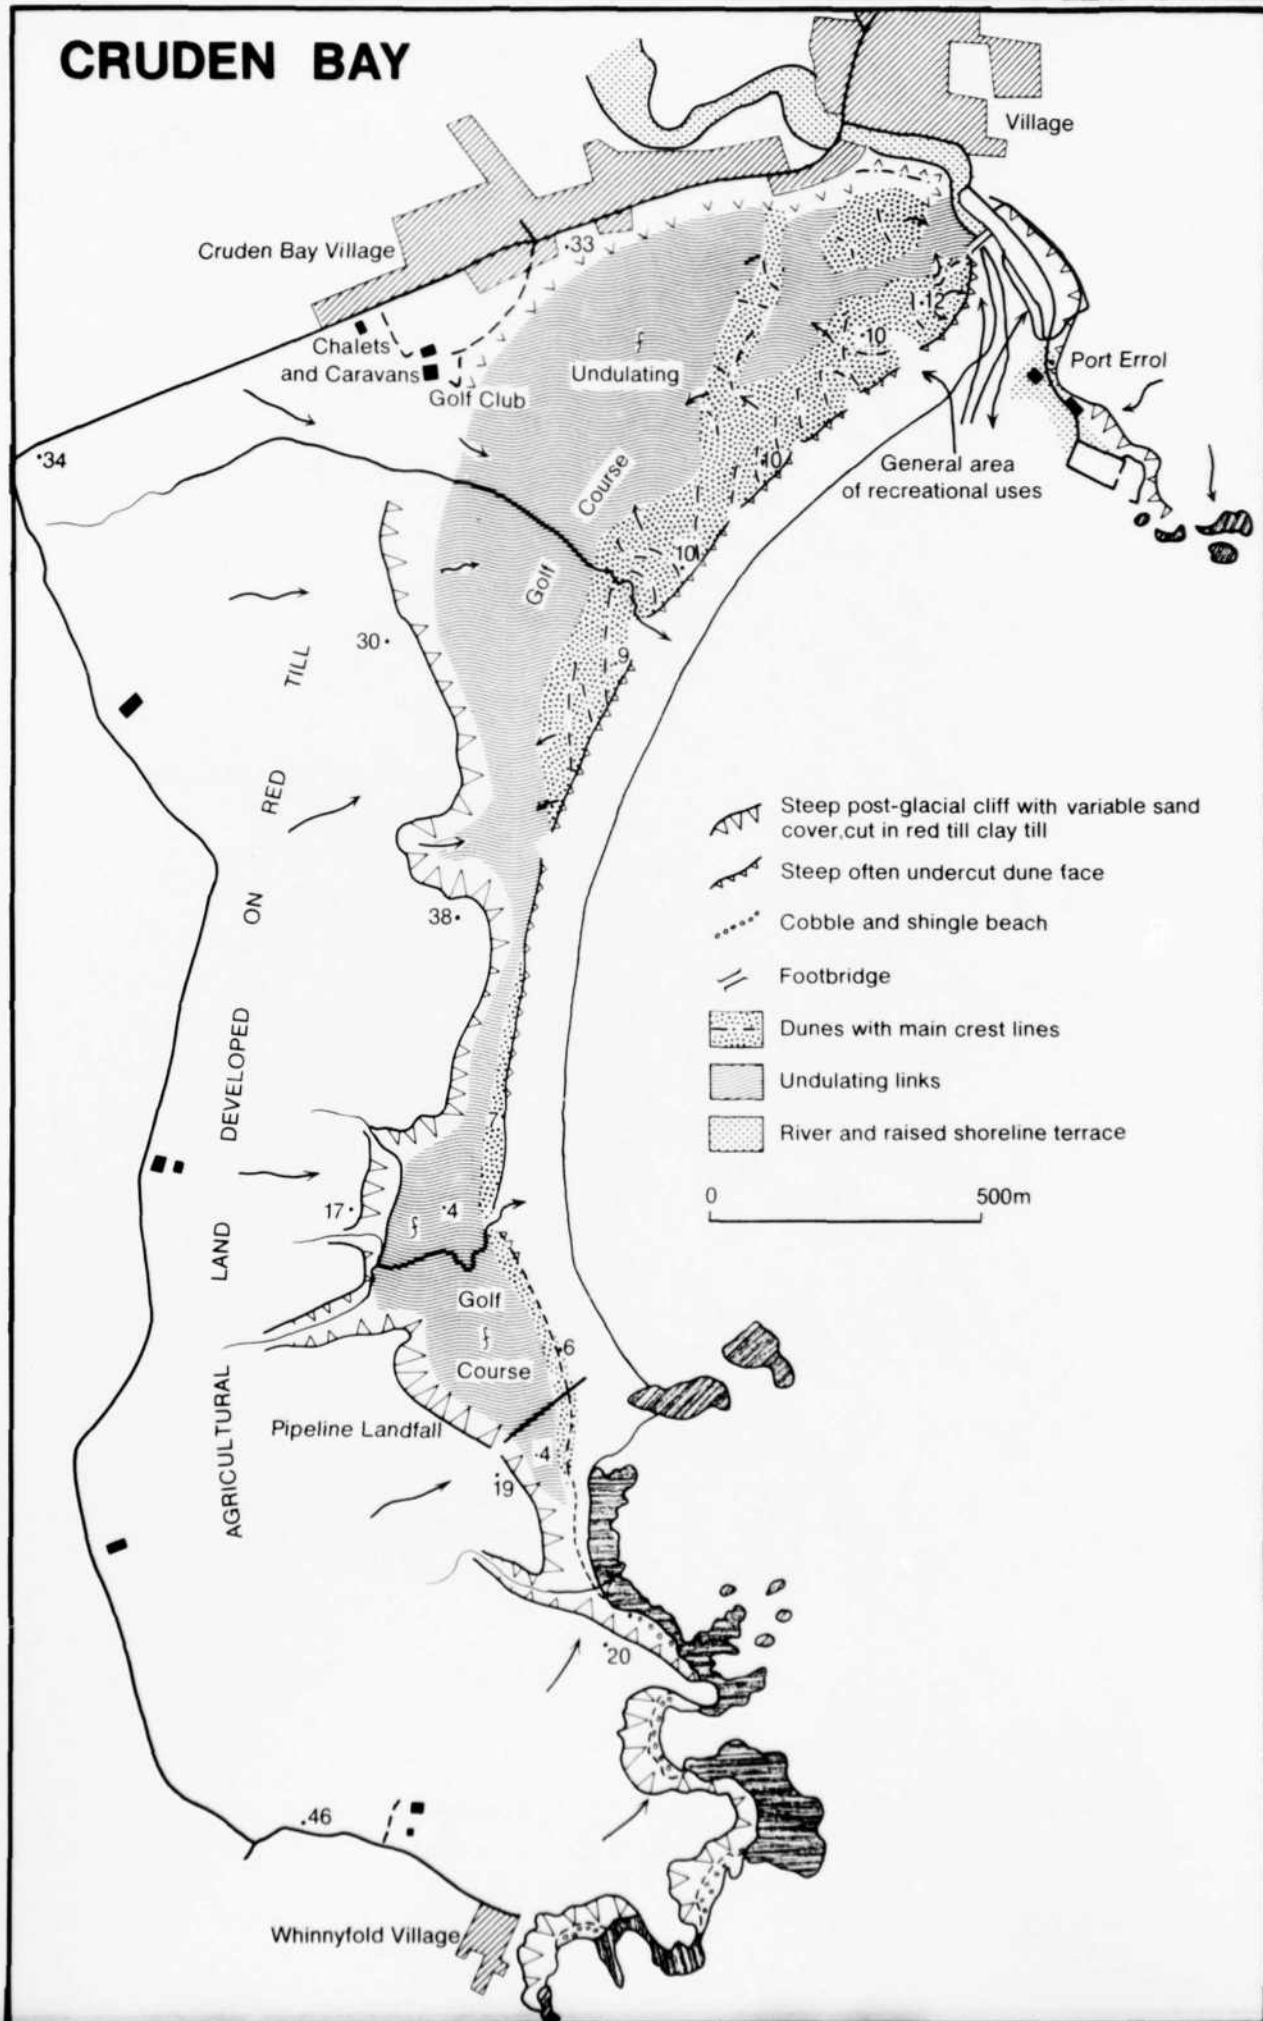 CRUDEN BAY
Village
Cruden Bay Village
33
Chalets
and Caravans
Golf Club
Undulating
12
10
Port Errol
34
Course
10
General area
of recreational uses
10
Golf
30
TILL
9
RED
Steep post-glacial cliff with variable sand
cover,cut in red till clay till
Steep often undercut dune face
ON
38
Cobble and shingle beach
Footbridge
DEVELOPED
Dunes with main crest lines
Undulating links
River and raised shoreline terrace
17
4
0 500m
LAND
Golf
6
Course
AGRICULTURAL
Pipeline Landfall
4
19
20
46
Whinnyfold Village